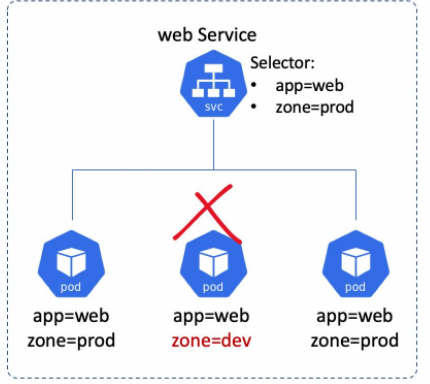 web Service
Selector:
• app=web
• zone=prod
svc
pod
app=web
zone=prod
pod
app=web
zone=dev
pod
app=web
zone=prod